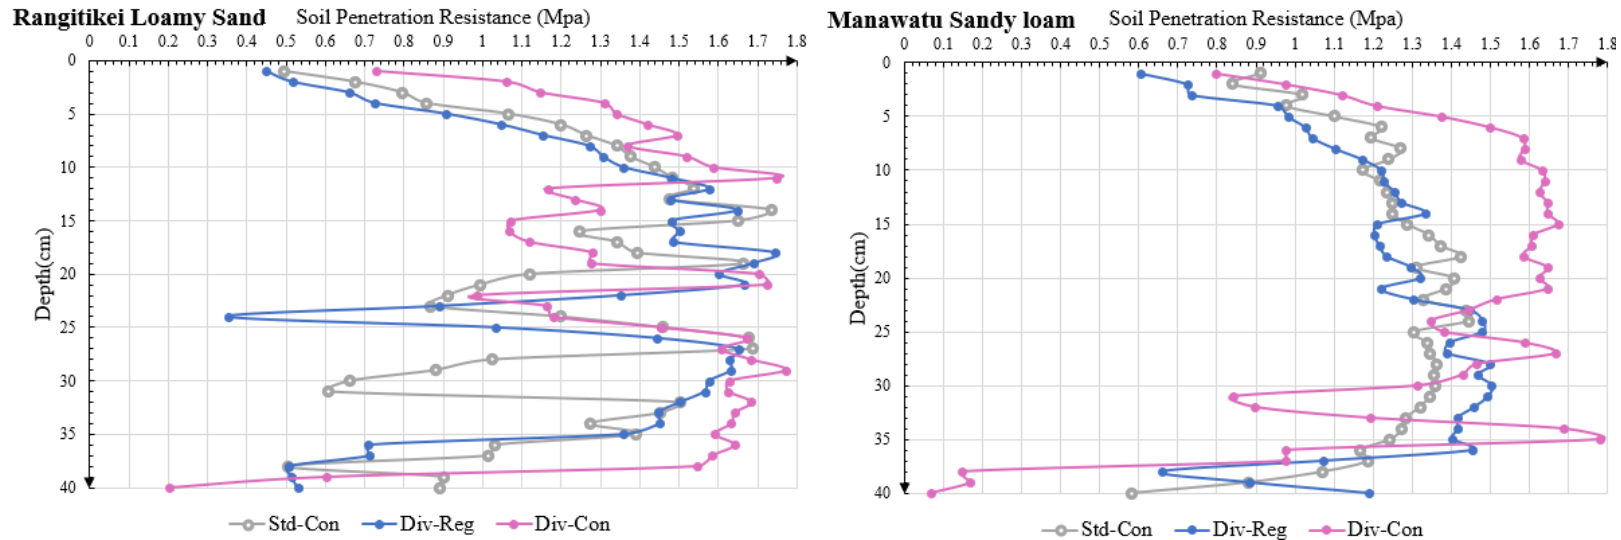 Rangitikei Loamy Sand Soil Penetration Resistance (Mpa)
0 0.1 0.2 0.3 0.4 0.5 0.6 0.7 0.8 0.9 1 1.1 1.2 1.3 1.4 1.5 1.6 1.7 1.8
0
5
10
15
20
25
30
35
40
Depth(cm)
Std-Con Div-Reg Div-Con
Manawatu Sandy loam Soil Penetration Resistance (Mpa)
0 0.1 0.2 0.3 0.4 0.5 0.6 0.7 0.8 0.9 1 1.1 1.2 1.3 1.4 1.5 1.6 1.7 1.8
0
5
10
15
20
25
30
35
40
Depth(cm)
Std-Con Div-Reg Div-Con